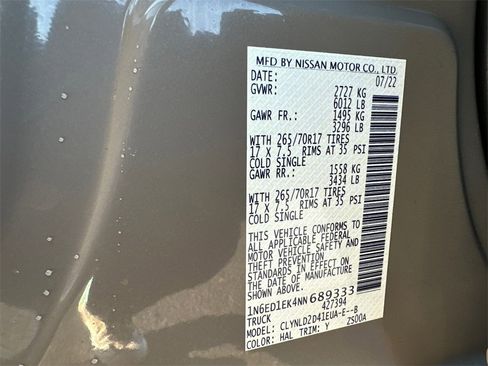 MFD BY NISSAN MOTOR CO., LTD.
DATE: 07/22
GVWR: 2727 KG
6012 LB
GAWR FR.: 1495 KG
3296 LB
WITH 265/70R17 TIRES
17 X 7.5 RIMS AT 35 PSI
COLD SINGLE
GAWR RR.: 1558 KG
3434 LB
WITH 265/70R17 TIRES
17 X 7.5 RIMS AT 35 PSI
COLD SINGLE
THIS VEHICLE CONFORMS TO
ALL APPLICABLE FEDERAL
MOTOR VEHICLE SAFETY AND
THEFT PREVENTION
STANDARDS IN EFFECT ON
THE DATE OF MANUFACTURE
SHOWN ABOVE.
1N6ED1EK4NN689333
TRUCK 427394
MODEL: CLYNLD2D41EUA-E--B
COLOR: HAL TRIM: Y ZS00A